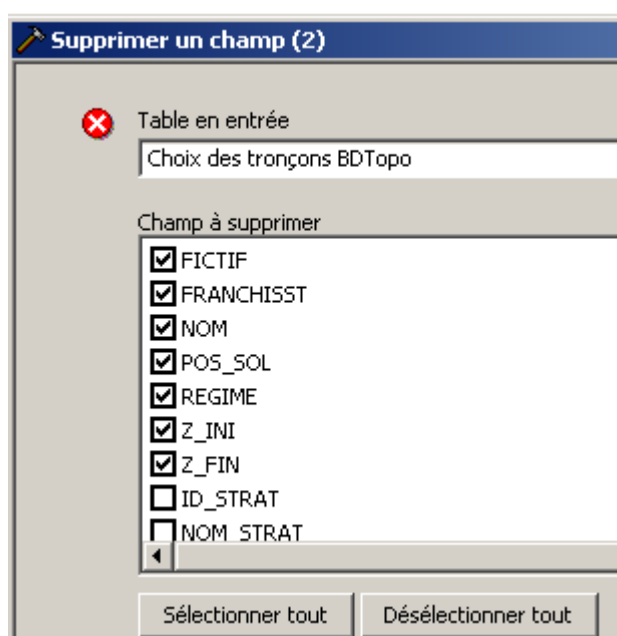 Supprimer un champ (2)
Table en entrée
Choix des tronçons BDTopo
Champ à supprimer
FICTIF
FRANCHISST
NOM
POS_SOL
REGIME
Z_INI
Z_FIN
ID_STRAT
NOM_STRAT
Sélectionner tout Désélectionner tout